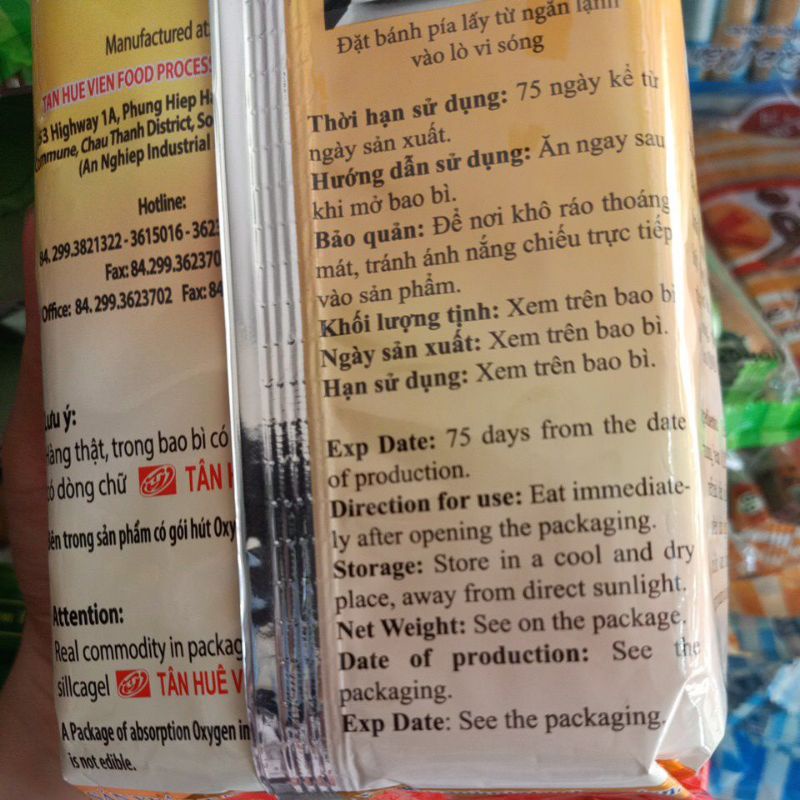 Manufactured at:
TAN HUE VIEN FOOD PROCESS
53 Highway 1A, Phung Hiep Ha
Commune, Chau Thanh District, So
(An Nghiep Industrial
Hotline:
84.299.3821322 - 3615016 - 3623
Fax: 84.299.362370
Office: 84. 299.3623702 Fax: 84
Lưu ý:
Hàng thật, trong bao bì có
có dòng chữ TÂN H
Bên trong sản phẩm có gói hút Oxy
Attention:
Real commodity in packag
sillcagel TÂN HUÊ V
A Package of absorption Oxygen in
is not edible.
Đặt bánh pía lấy từ ngăn lạnh
vào lò vi sóng
Thời hạn sử dụng: 75 ngày kể từ
ngày sản xuất.
Hướng dẫn sử dụng: Ăn ngay sau
khi mở bao bì.
Bảo quản: Để nơi khô ráo thoáng
mát, tránh ánh nắng chiếu trực tiếp
vào sản phẩm.
Khối lượng tịnh: Xem trên bao bì
Ngày sản xuất: Xem trên bao bì.
Hạn sử dụng: Xem trên bao bì.
Exp Date: 75 days from the date
of production.
Direction for use: Eat immediate-
ly after opening the packaging.
Storage: Store in a cool and dry
place, away from direct sunlight.
Net Weight: See on the package.
Date of production: See the
packaging.
Exp Date: See the packaging.